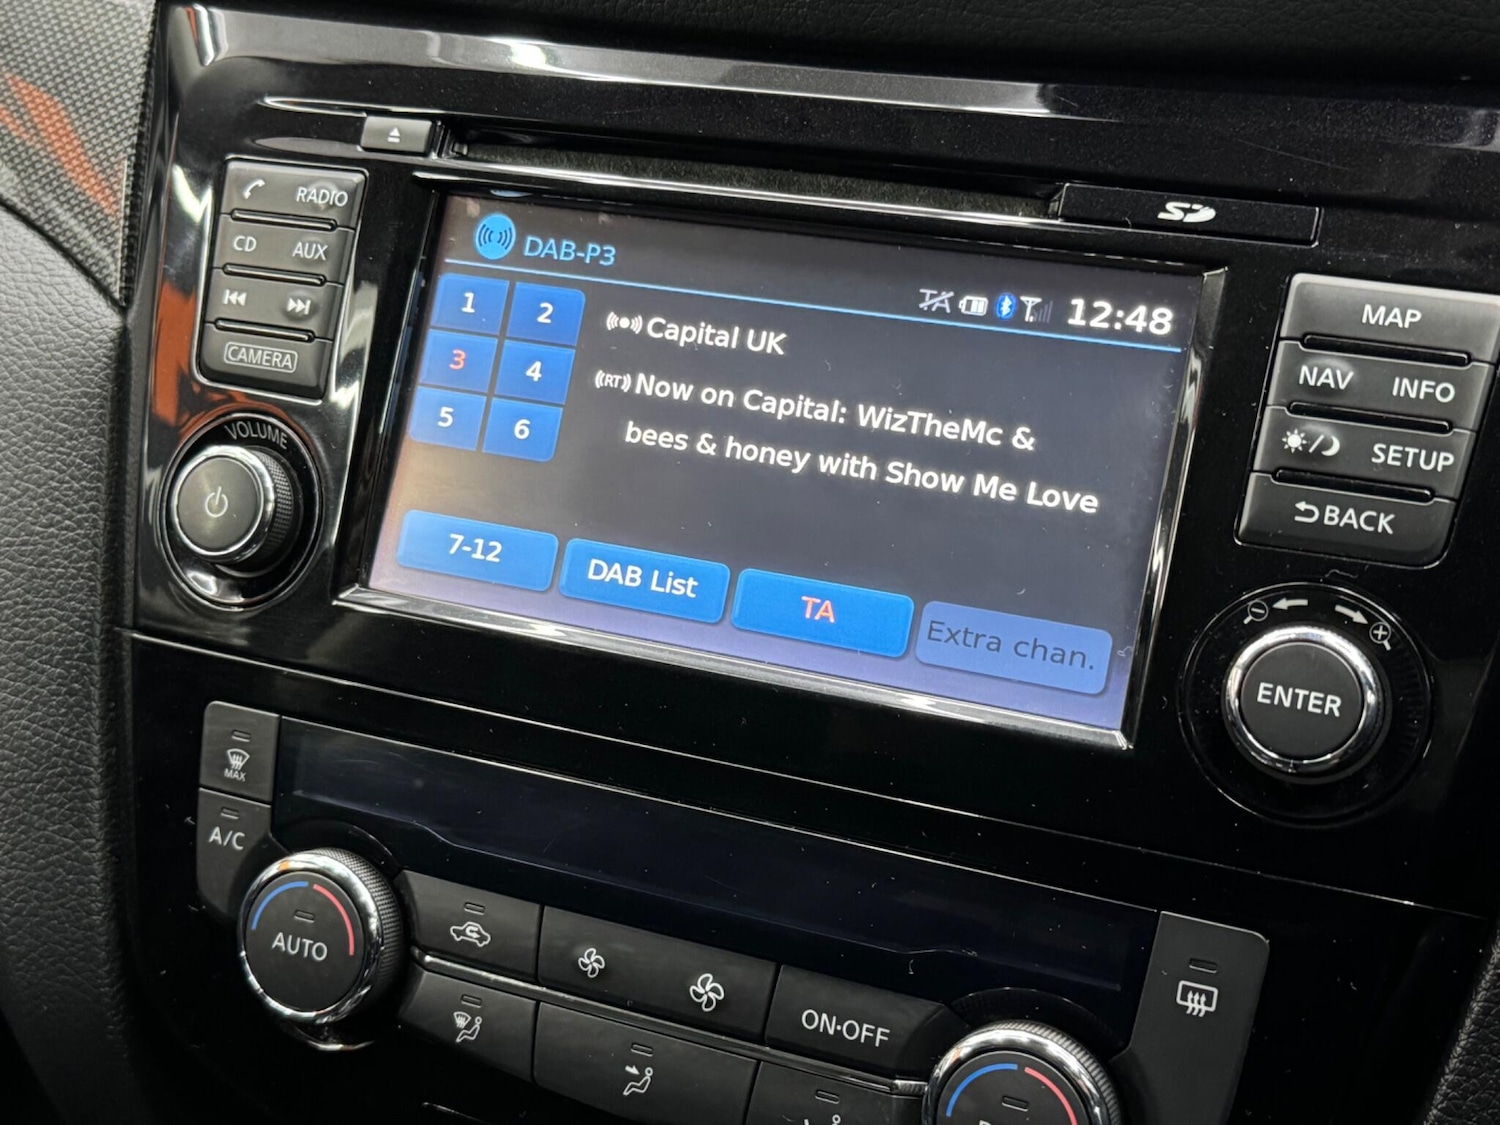 RADIO
CD AUX
CAMERA
VOLUME
DAB-P3
TA 12:48
1 2
3 4
5 6
Capital UK
(RT) Now on Capital: WizTheMc &
bees & honey with Show Me Love
7-12 DAB List TA Extra chan.
SD
MAP
NAV INFO
SETUP
BACK
ENTER
MAX
A/C
AUTO
ON·OFF